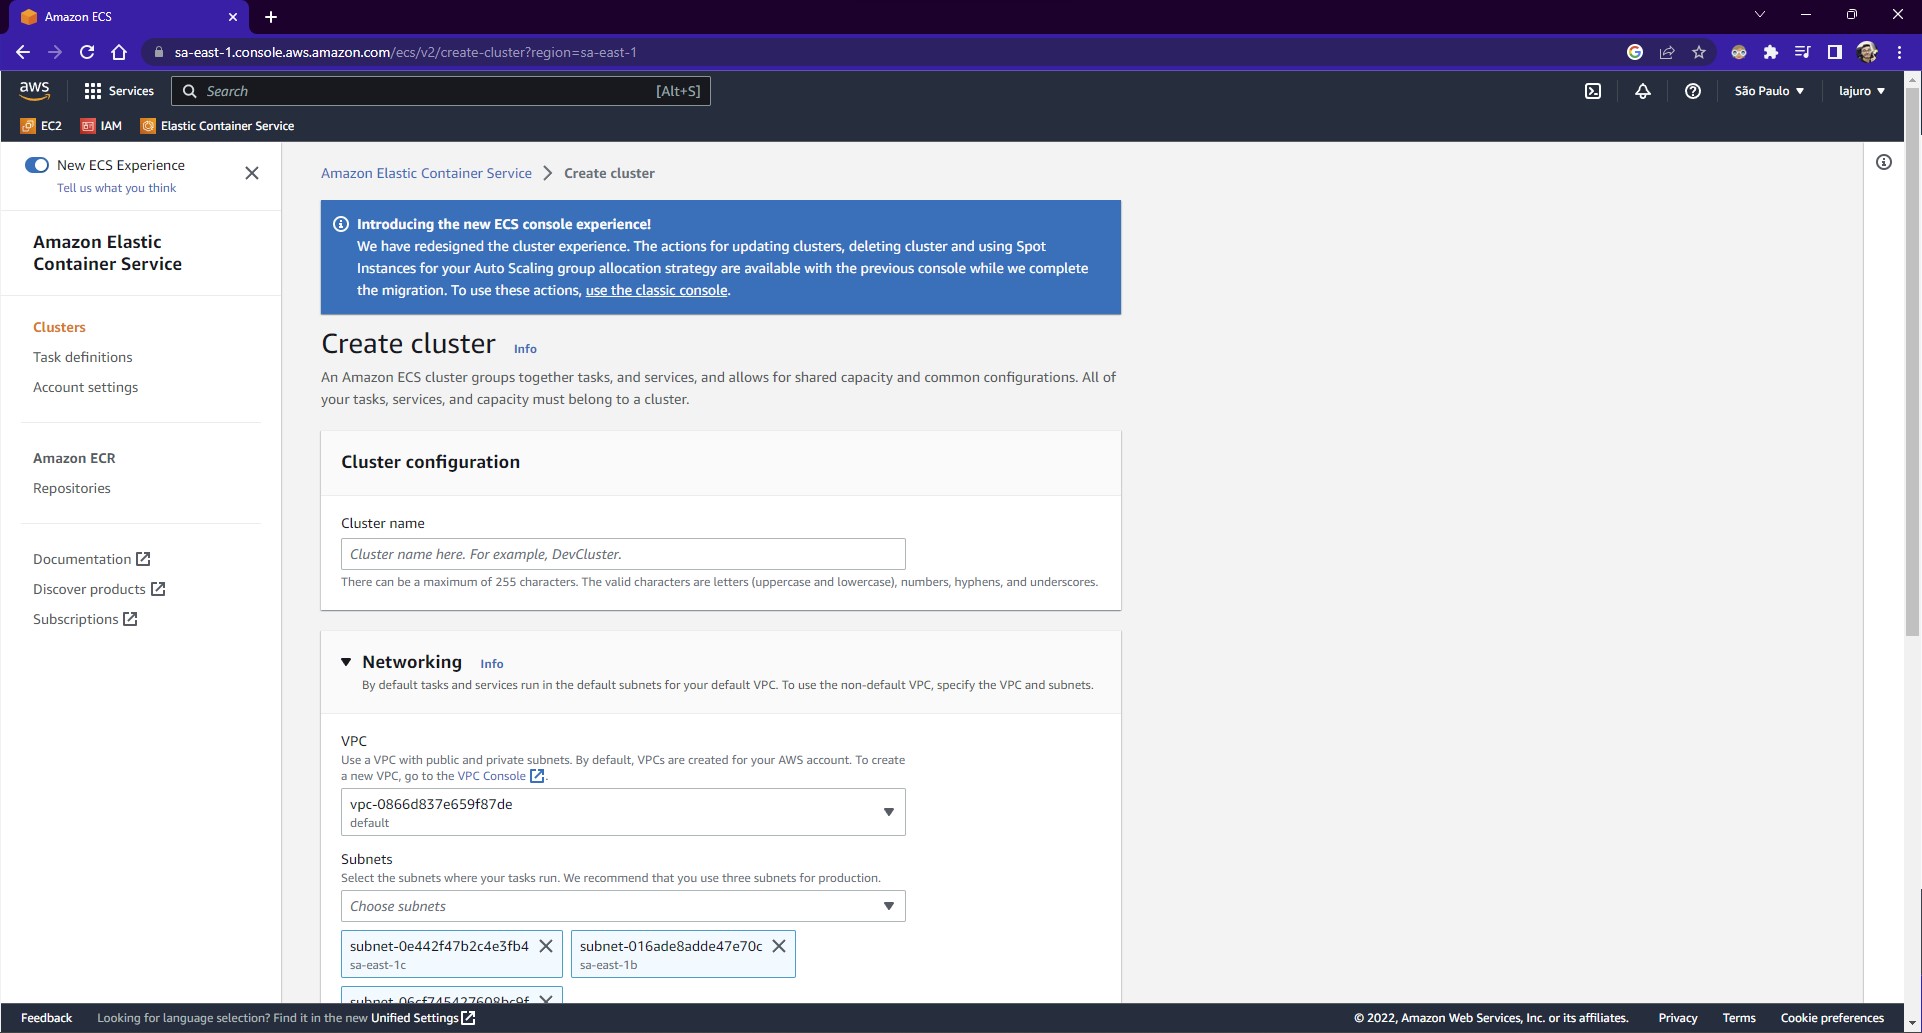 Amazon ECS
sa-east-1.console.aws.amazon.com/ecs/v2/create-cluster?region=sa-east-1
aws
Services
Search
[Alt+S]
São Paulo
lajuro
EC2
IAM
Elastic Container Service
New ECS Experience
Tell us what you think
Amazon Elastic
Container Service
Clusters
Task definitions
Account settings
Amazon ECR
Repositories
Documentation
Discover products
Subscriptions
Amazon Elastic Container Service
Create cluster
Introducing the new ECS console experience!
We have redesigned the cluster experience. The actions for updating clusters, deleting cluster and using Spot
Instances for your Auto Scaling group allocation strategy are available with the previous console while we complete
the migration. To use these actions, use the classic console.
Create cluster Info
An Amazon ECS cluster groups together tasks, and services, and allows for shared capacity and common configurations. All of
your tasks, services, and capacity must belong to a cluster.
Cluster configuration
Cluster name
Cluster name here. For example, DevCluster.
There can be a maximum of 255 characters. The valid characters are letters (uppercase and lowercase), numbers, hyphens, and underscores.
Networking Info
By default tasks and services run in the default subnets for your default VPC. To use the non-default VPC, specify the VPC and subnets.
VPC
Use a VPC with public and private subnets. By default, VPCs are created for your AWS account. To create
a new VPC, go to the VPC Console.
vpc-0866d837e659f87de
default
Subnets
Select the subnets where your tasks run. We recommend that you use three subnets for production.
Choose subnets
subnet-0e442f47b2c4e3fb4
sa-east-1c
subnet-016ade8adde47e70c
sa-east-1b
subnet-06cf745427608bc9f
Feedback
Looking for language selection? Find it in the new Unified Settings
© 2022, Amazon Web Services, Inc. or its affiliates.
Privacy
Terms
Cookie preferences